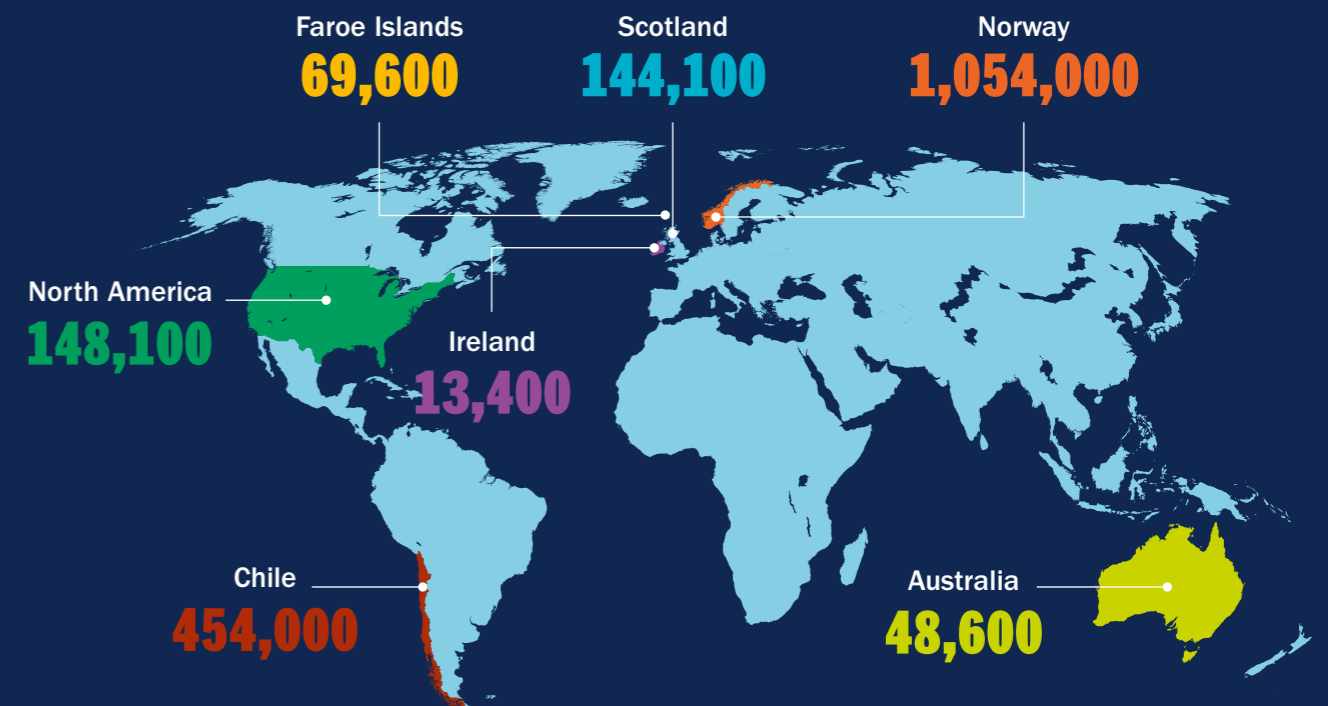 Faroe Islands
69,600
Scotland
144,100
Norway
1,054,000
North America
148,100
Ireland
13,400
Chile
454,000
Australia
48,600